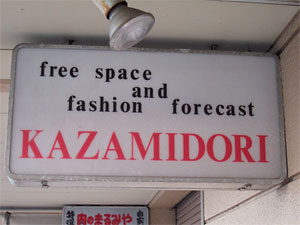 free space
and
fashion forecast
KAZAMIDORI
肉のまるみや